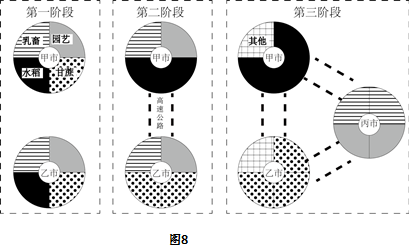 第一阶段
第二阶段
第三阶段
乳畜
园艺
甲市
水稻
甘蔗
乙市
甲市
高速公路
乙市
其他
甲市
丙市
乙市
图8